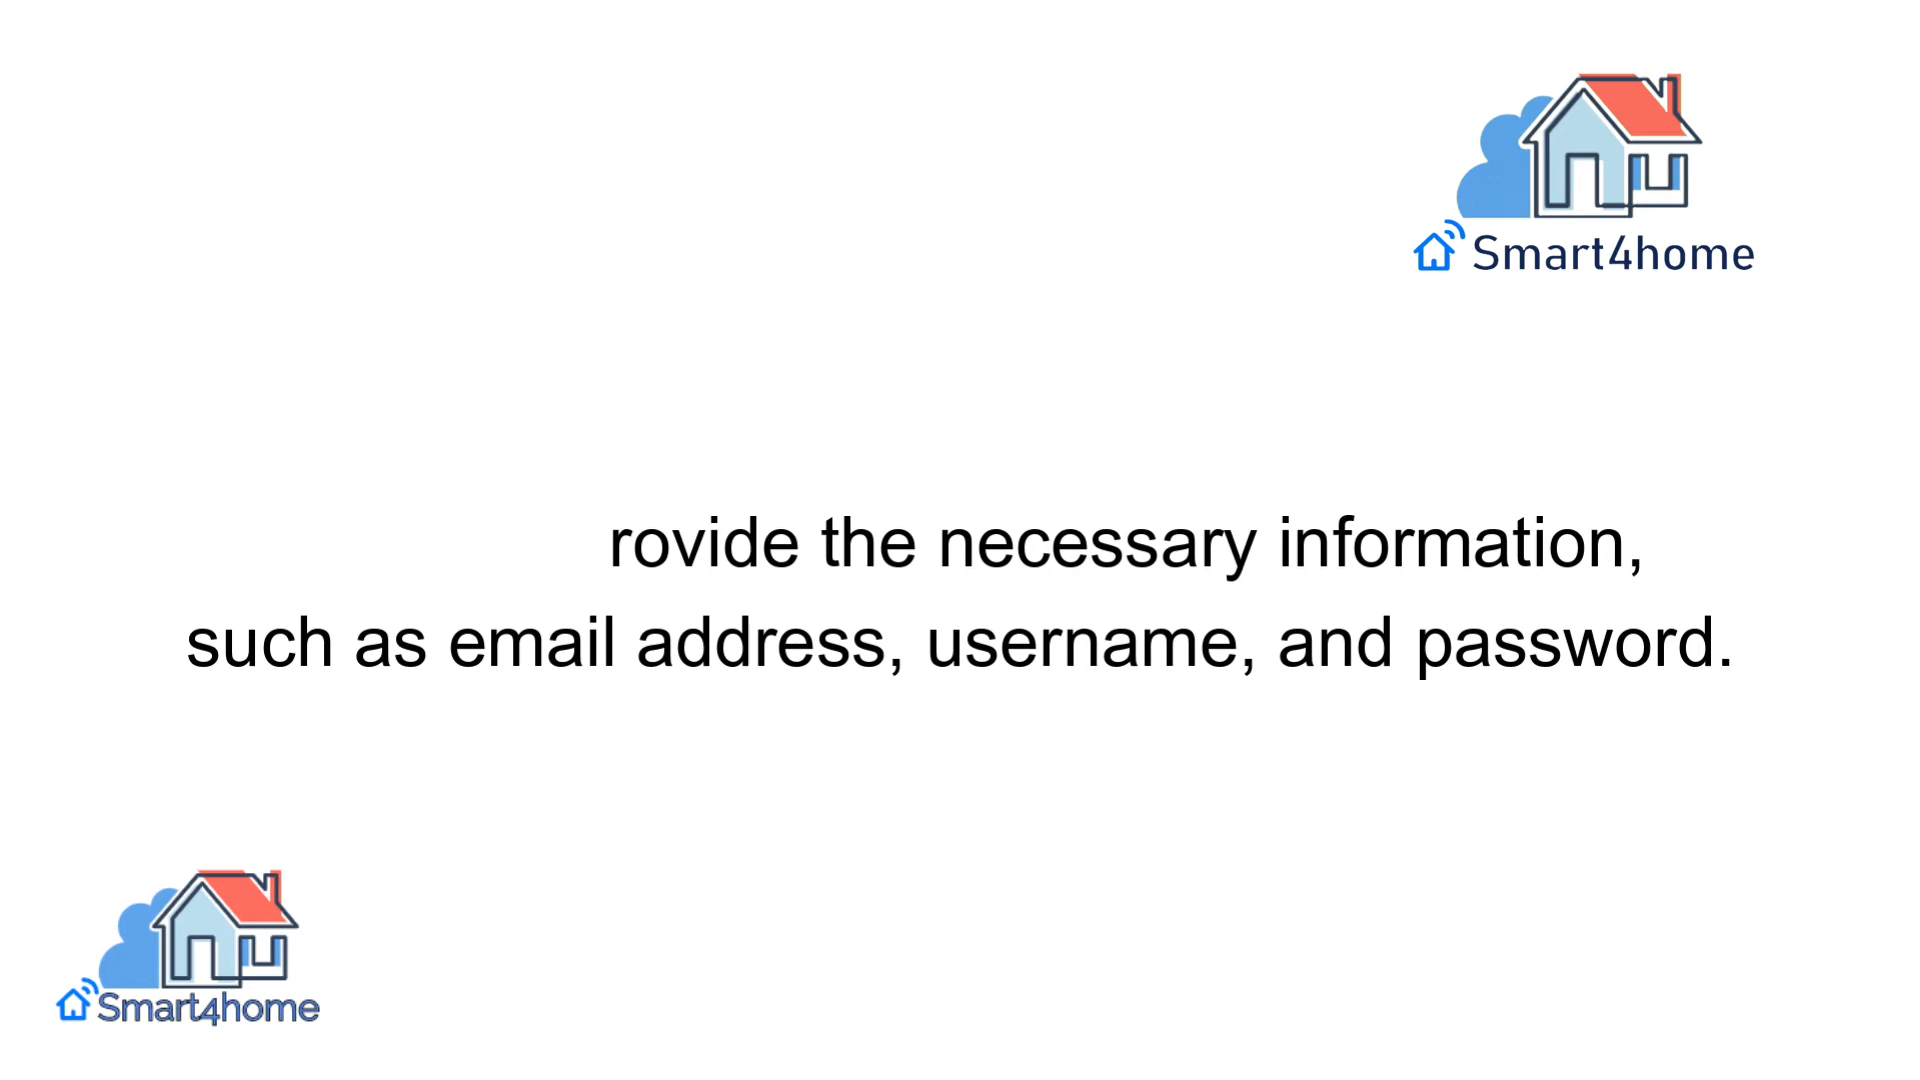 Smart4home
rovide the necessary information,
such as email address, username, and password.
Smart4home